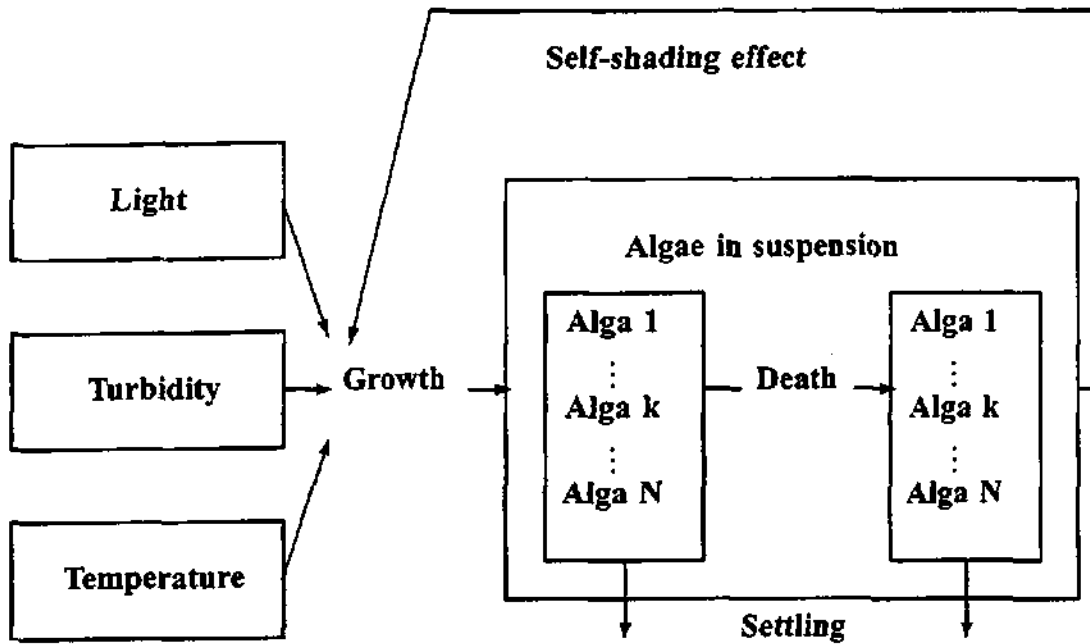 Self-shading effect
Light
Algae in suspension
Alga 1
⋮
Alga k
⋮
Alga N
Alga 1
⋮
Alga k
⋮
Alga N
Turbidity
Growth
Death
Temperature
Settling